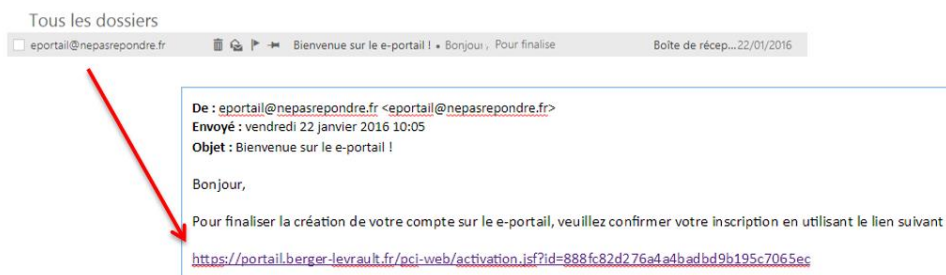 Tous les dossiers
eportail@nepasrepondre.fr Bienvenue sur le e-portail ! • Bonjour, Pour finalise Boîte de récep... 22/01/2016
De : eportail@nepasrepondre.fr <eportail@nepasrepondre.fr>
Envoyé : vendredi 22 janvier 2016 10:05
Objet : Bienvenue sur le e-portail !
Bonjour,
Pour finaliser la création de votre compte sur le e-portail, veuillez confirmer votre inscription en utilisant le lien suivant
https://portail.berger-levrault.fr/pci-web/activation.jsf?id=888fc82d276a4a4badbd9b195c7065ec